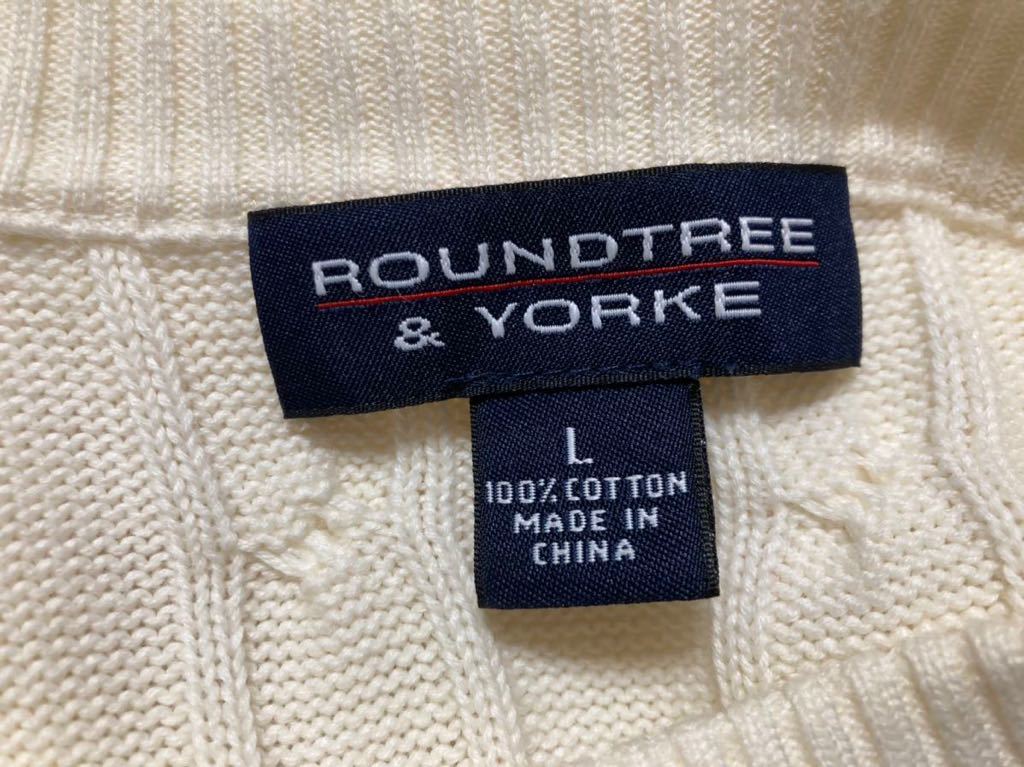 ROUNDTREE
& YORKE
L
100% COTTON
MADE IN
CHINA